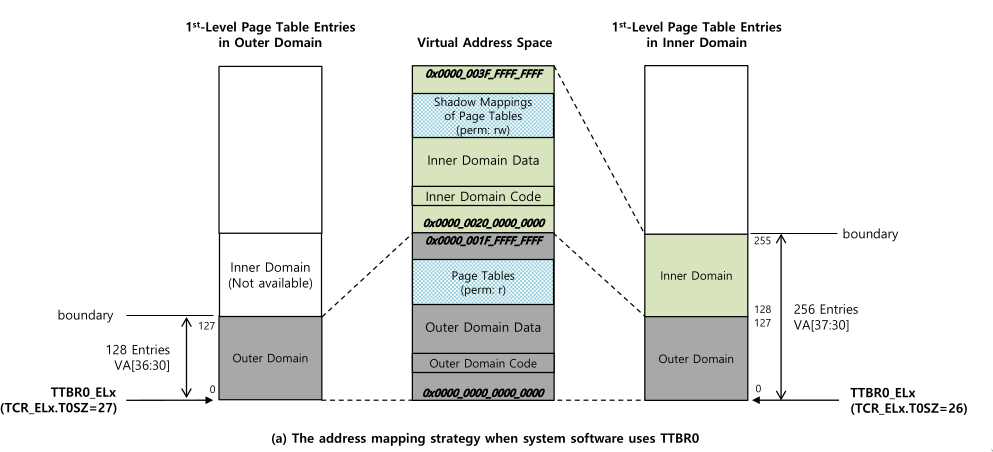 1st-Level Page Table Entries
in Outer Domain
Virtual Address Space
1st-Level Page Table Entries
in Inner Domain
0x0000_003F_FFFF_FFFF
Shadow Mappings
of Page Tables
(perm: rw)
Inner Domain Data
Inner Domain Code
0x0000_0020_0000_0000
0x0000_001F_FFFF_FFFF
Page Tables
(perm: r)
Outer Domain Data
Outer Domain Code
0x0000_0000_0000_0000
Inner Domain
(Not available)
boundary
127
128 Entries
VA[36:30]
Outer Domain
0
TTBR0_ELx
(TCR_ELx.T0SZ=27)
boundary
255
Inner Domain
128
127
256 Entries
VA[37:30]
Outer Domain
0
TTBR0_ELx
(TCR_ELx.T0SZ=26)
(a) The address mapping strategy when system software uses TTBR0